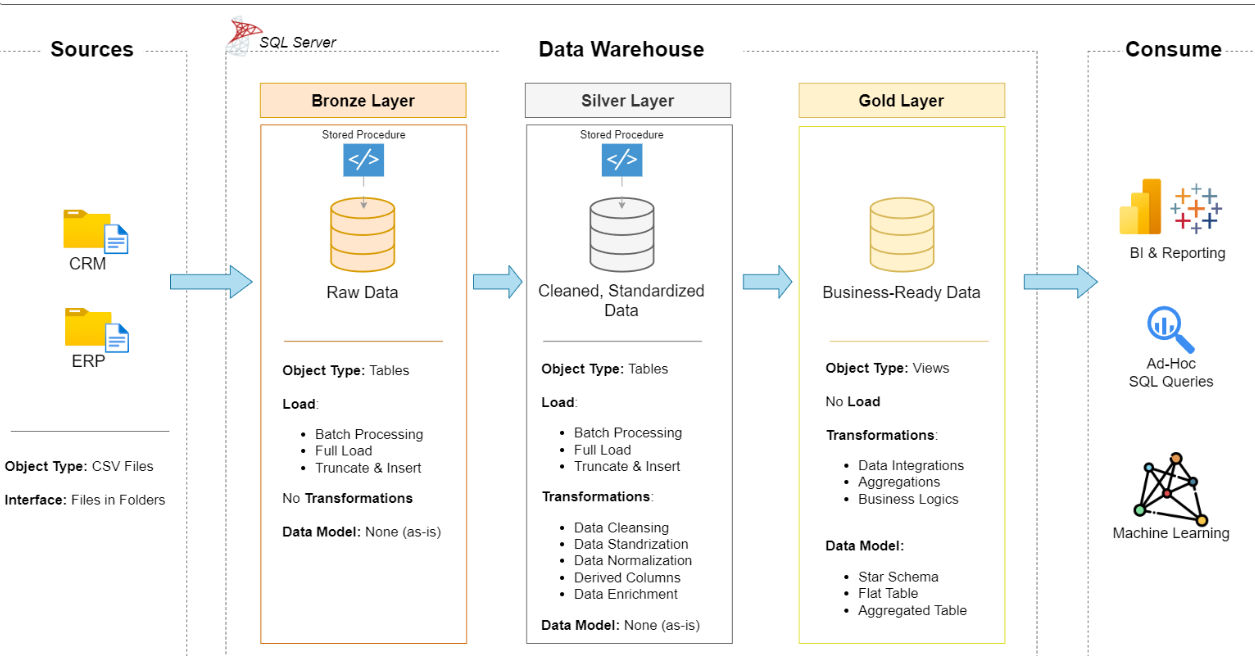 Sources
CRM
ERP
Object Type: CSV Files
Interface: Files in Folders
SQL Server
Data Warehouse
Bronze Layer
Stored Procedure
</>
Raw Data
Object Type: Tables
Load:
• Batch Processing
• Full Load
• Truncate & Insert
No Transformations
Data Model: None (as-is)
Silver Layer
Stored Procedure
</>
Cleaned, Standardized
Data
Object Type: Tables
Load:
• Batch Processing
• Full Load
• Truncate & Insert
Transformations:
• Data Cleansing
• Data Standrization
• Data Normalization
• Derived Columns
• Data Enrichment
Data Model: None (as-is)
Gold Layer
Business-Ready Data
Object Type: Views
No Load
Transformations:
• Data Integrations
• Aggregations
• Business Logics
Data Model:
• Star Schema
• Flat Table
• Aggregated Table
Consume
BI & Reporting
Ad-Hoc
SQL Queries
Machine Learning